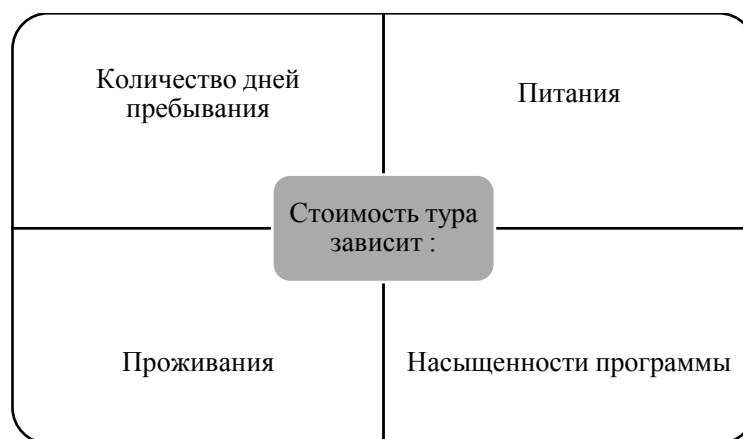 Количество дней
пребывания
Питания
Стоимость тура
зависит :
Проживания
Насыщенности программы